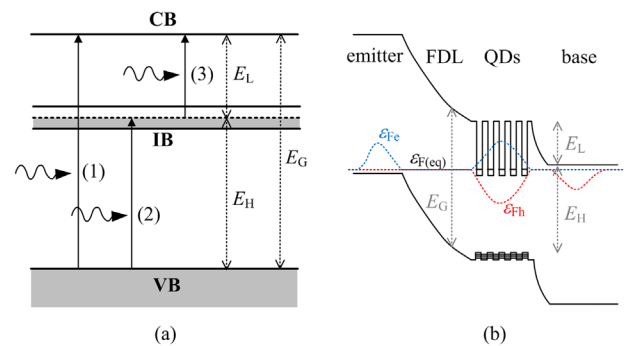 CB
(3)
E_L
IB
(1)
E_H
E_G
(2)
VB
(a)
emitter FDL QDs base
ε_Fe
ε_F(eq)
E_L
E_G
ε_Fh
E_H
(b)